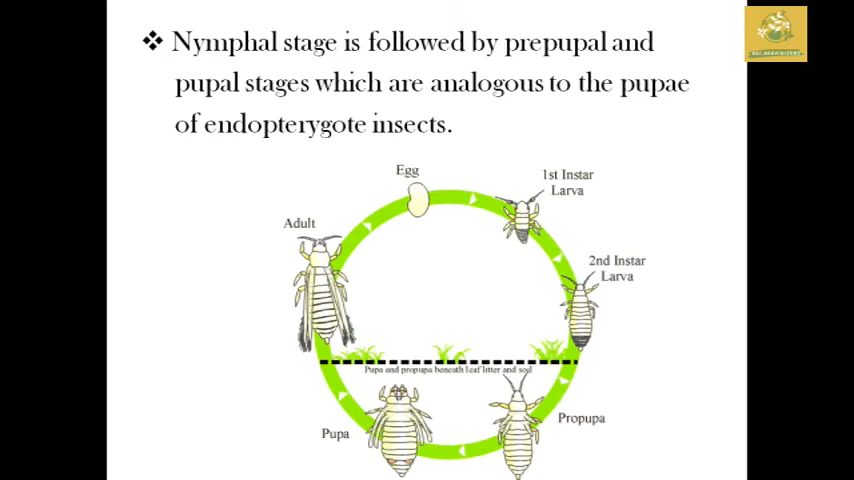 ❖ Nymphal stage is followed by prepupal and
pupal stages which are analogous to the pupae
of endopterygote insects.
Egg
1st Instar
Larva
Adult
2nd Instar
Larva
Pupa and propupa beneath leaf litter and soil
Propupa
Pupa